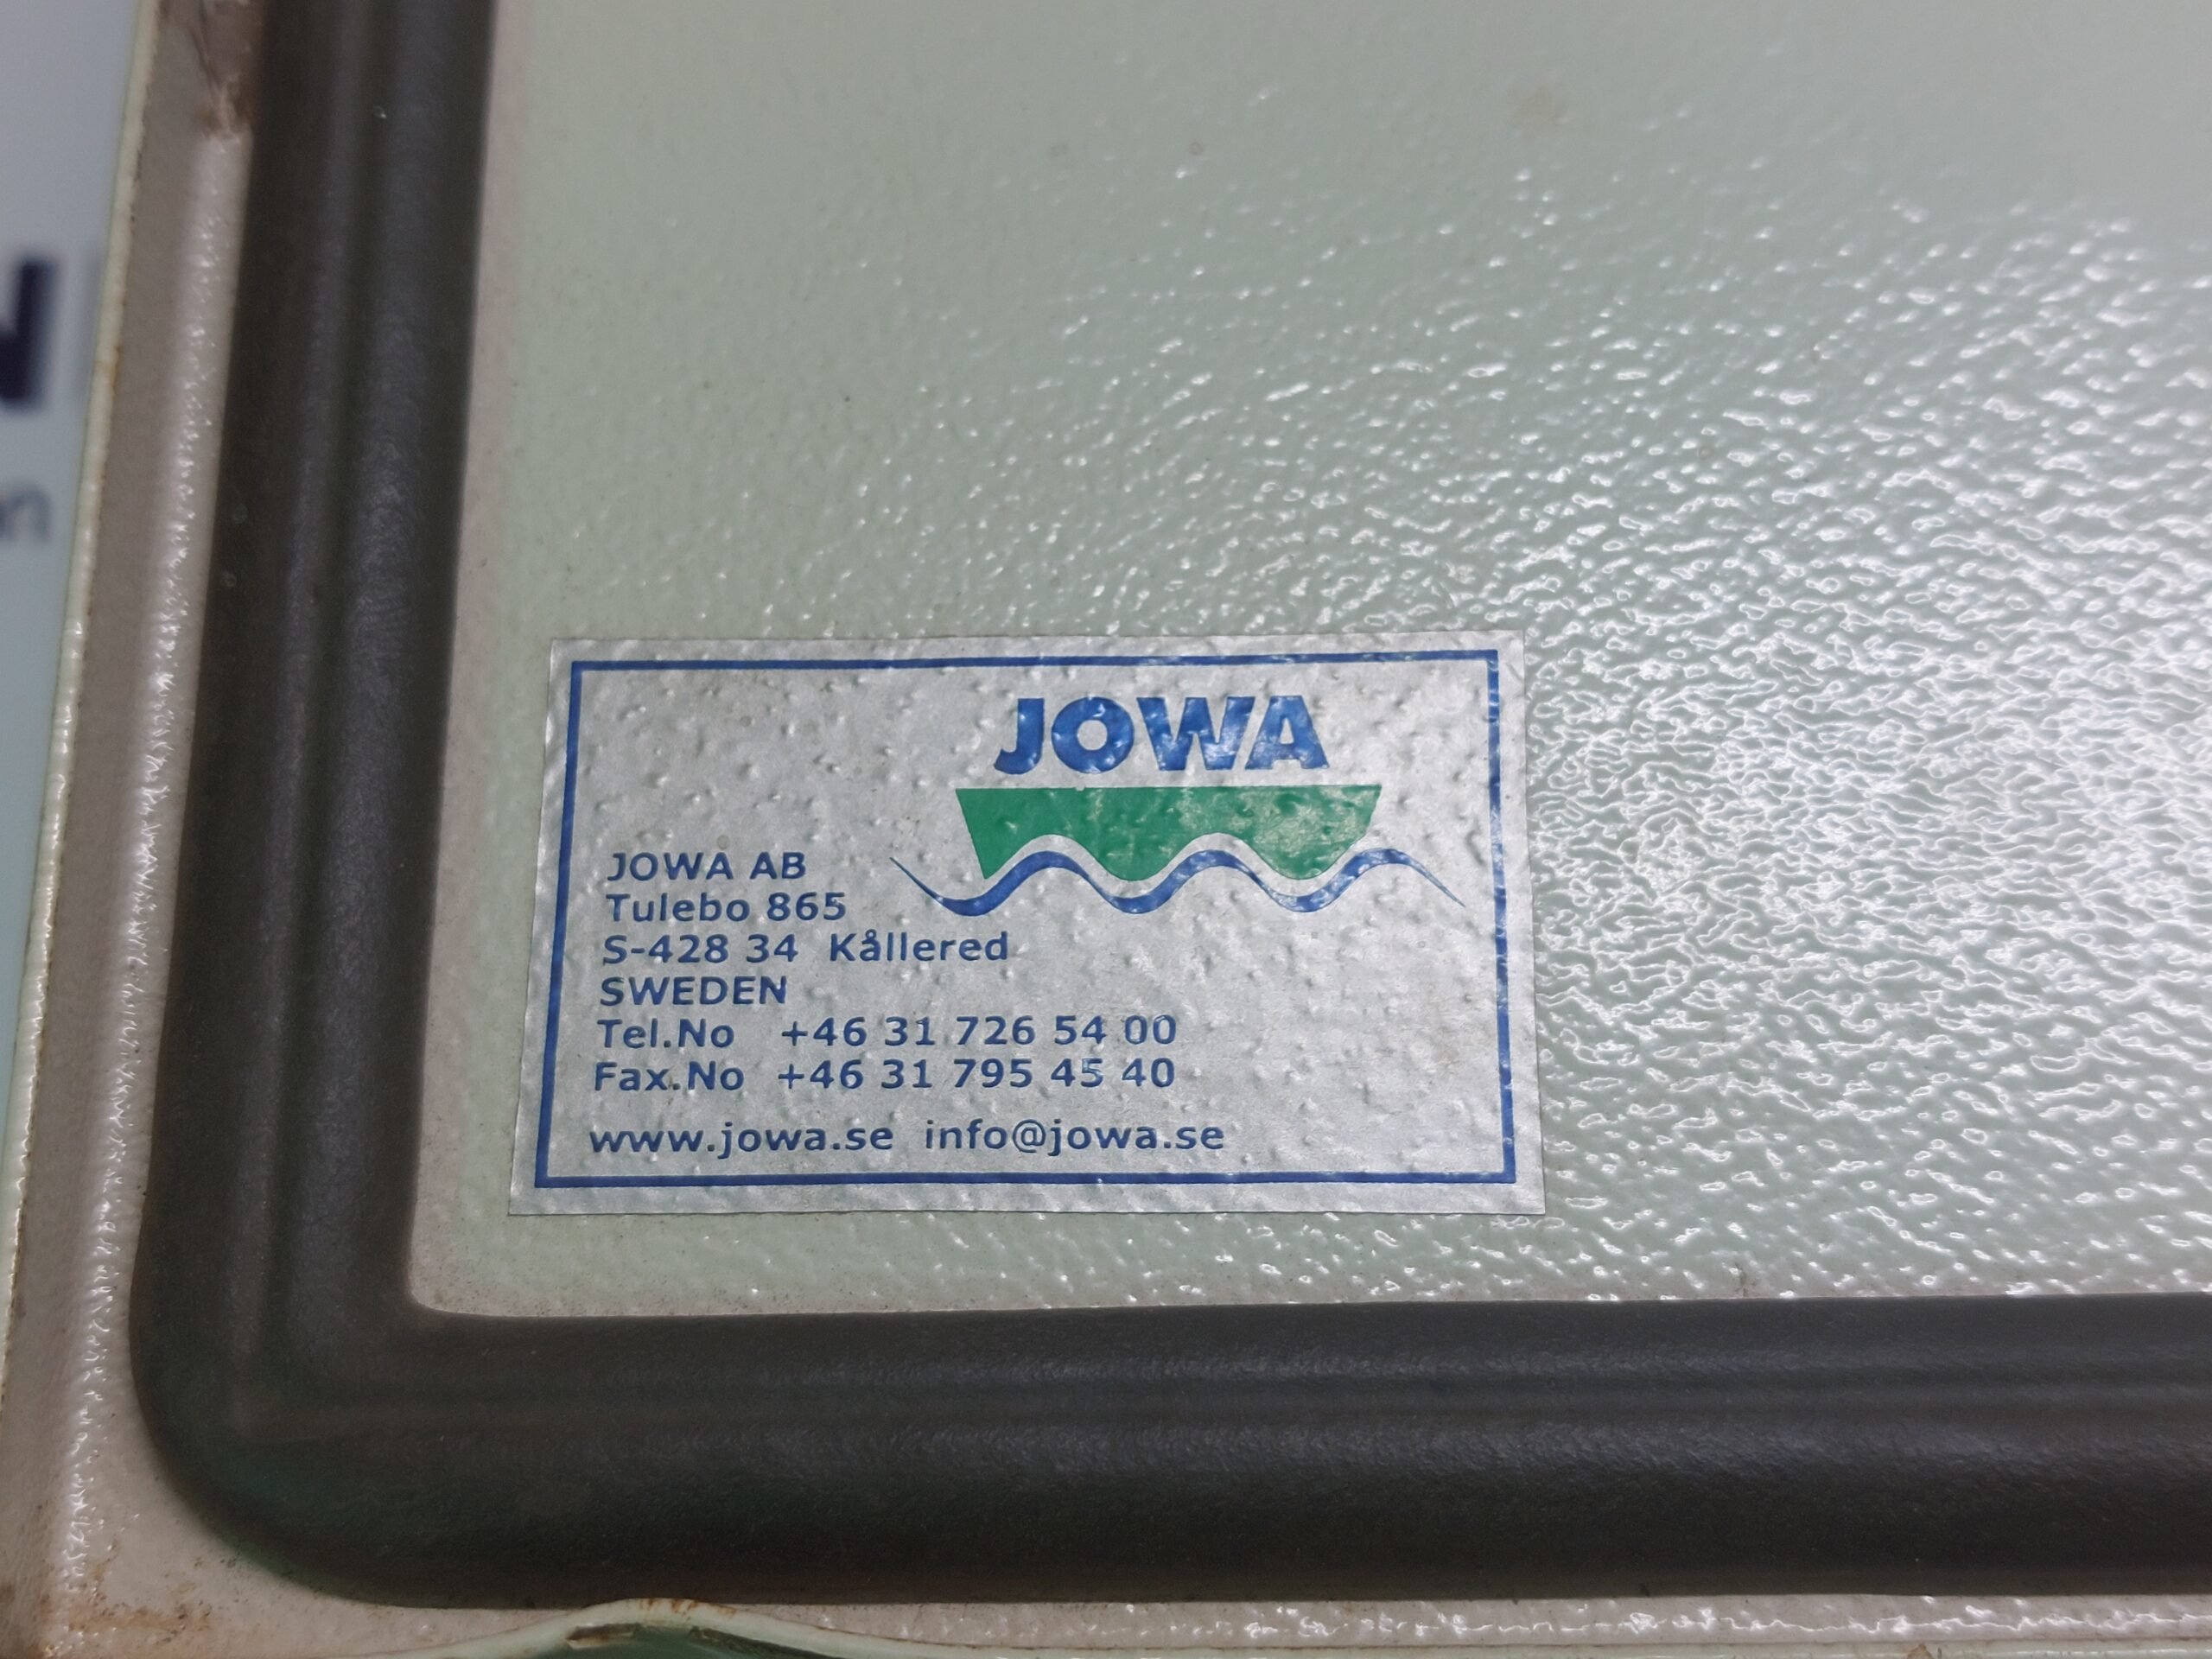 JOWA
JOWA AB
Tulebo 865
S-428 34 Kållered
SWEDEN
Tel.No +46 31 726 54 00
Fax.No +46 31 795 45 40
www.jowa.se info@jowa.se